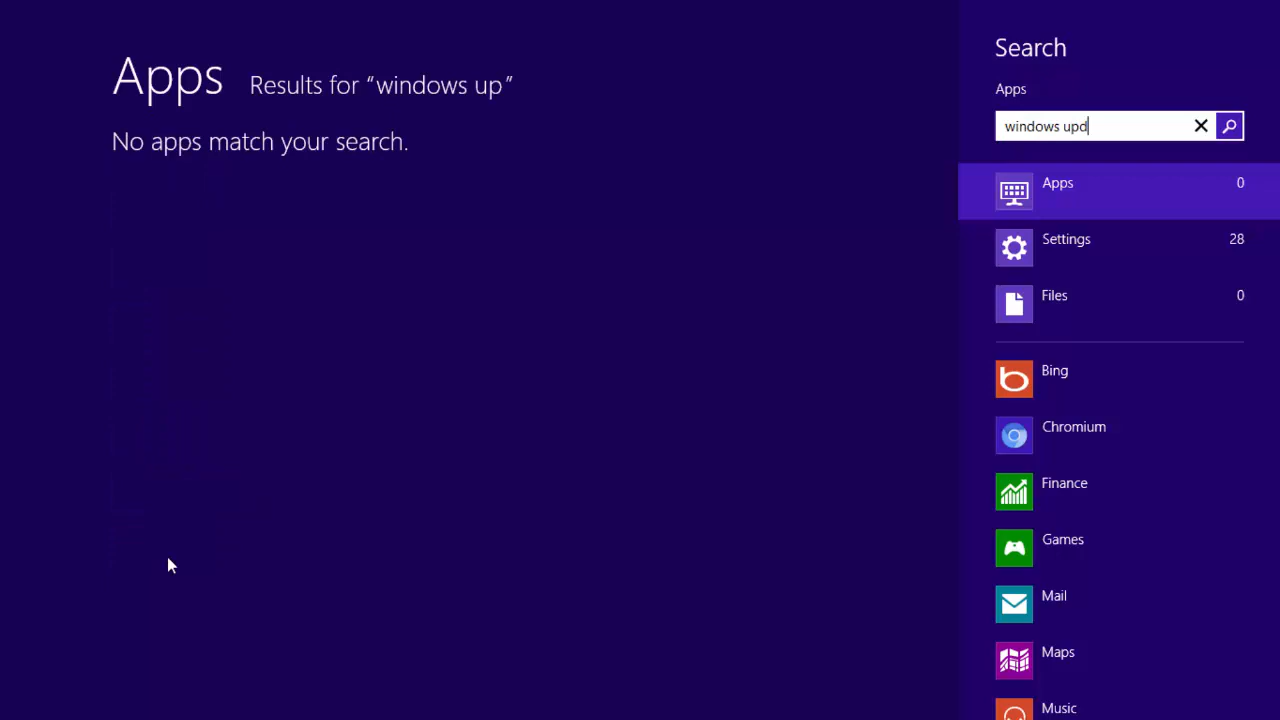 Apps Results for “windows up”
No apps match your search.
Search
Apps
windows upd
Apps 0
Settings 28
Files 0
Bing
Chromium
Finance
Games
Mail
Maps
Music